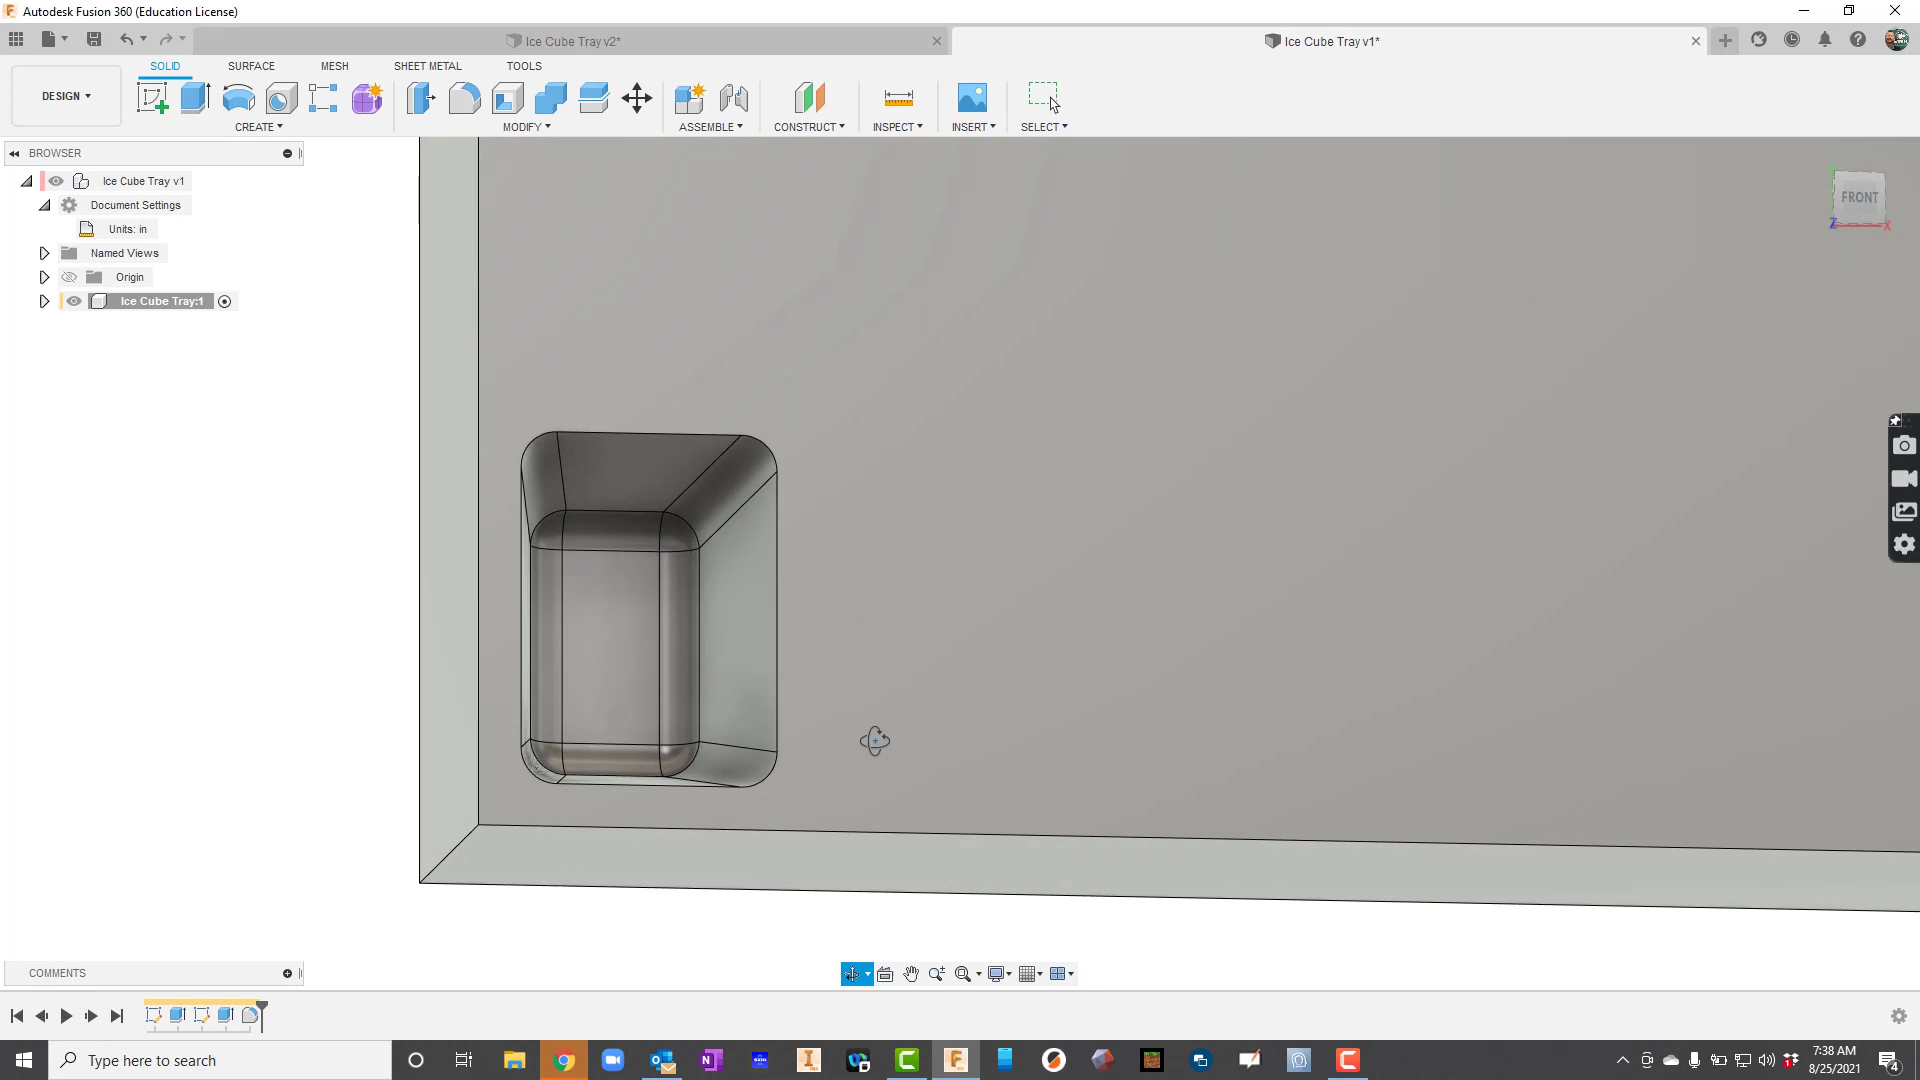 Autodesk Fusion 360 (Education License)
Ice Cube Tray v2*
Ice Cube Tray v1*
DESIGN
SOLID
SURFACE
MESH
SHEET METAL
TOOLS
CREATE
MODIFY
ASSEMBLE
CONSTRUCT
INSPECT
INSERT
SELECT
BROWSER
Ice Cube Tray v1
Document Settings
Units: in
Named Views
Origin
Ice Cube Tray:1
FRONT
Z
X
COMMENTS
Type here to search
7:38 AM
8/25/2021
4